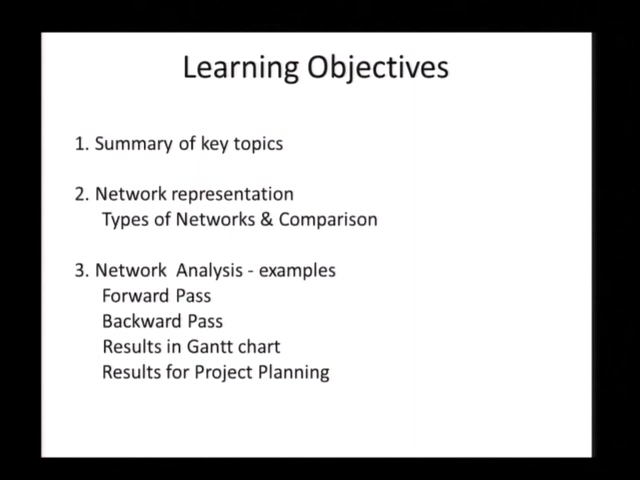 Learning Objectives
1. Summary of key topics
2. Network representation
Types of Networks & Comparison
3. Network Analysis - examples
Forward Pass
Backward Pass
Results in Gantt chart
Results for Project Planning